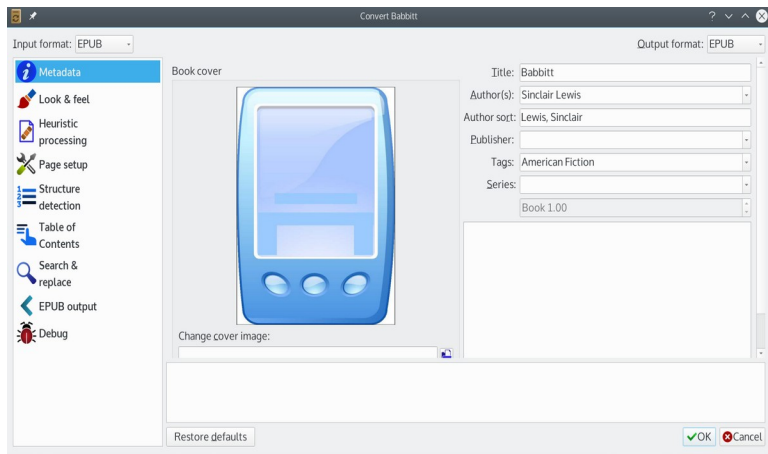 Convert Babbitt
Input format: EPUB
Output format: EPUB
Metadata
Look & feel
Heuristic
processing
Page setup
Structure
detection
Table of
Contents
Search &
replace
EPUB output
Debug
Book cover
Change cover image:
Title: Babbitt
Author(s): Sinclair Lewis
Author sort: Lewis, Sinclair
Publisher:
Tags: American Fiction
Series:
Book 1.00
Restore defaults
OK
Cancel